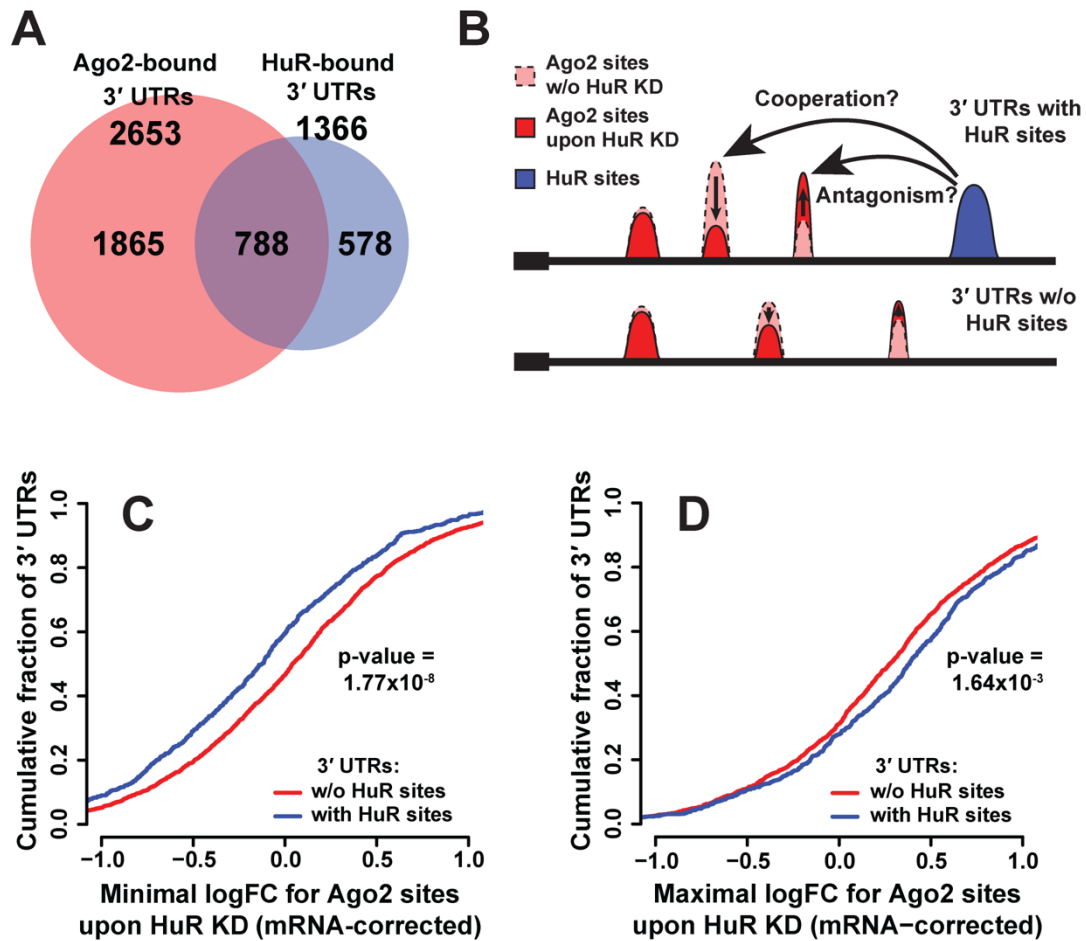 A
Ago2-bound
3′ UTRs
2653
HuR-bound
3′ UTRs
1366
1865
788
578
B
Ago2 sites
w/o HuR KD
Ago2 sites
upon HuR KD
HuR sites
Cooperation?
Antagonism?
3′ UTRs with
HuR sites
3′ UTRs w/o
HuR sites
C
Cumulative fraction of 3′ UTRs
1.0
0.8
0.6
0.4
0.2
0.0
p-value =
1.77x10⁻⁸
3′ UTRs:
w/o HuR sites
with HuR sites
−1.0 −0.5 0.0 0.5 1.0
Minimal logFC for Ago2 sites
upon HuR KD (mRNA-corrected)
D
Cumulative fraction of 3′ UTRs
1.0
0.8
0.6
0.4
0.2
0.0
p-value =
1.64x10⁻³
3′ UTRs:
w/o HuR sites
with HuR sites
−1.0 −0.5 0.0 0.5 1.0
Maximal logFC for Ago2 sites
upon HuR KD (mRNA−corrected)